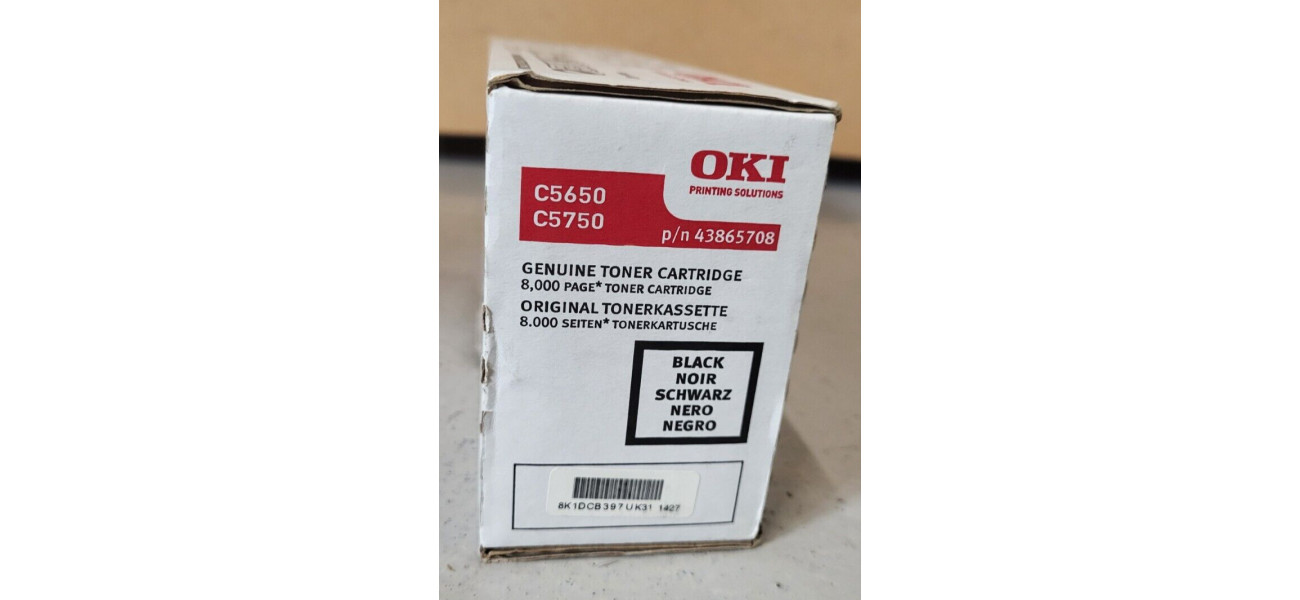 OKI
PRINTING SOLUTIONS
C5650
C5750
p/n 43865708
GENUINE TONER CARTRIDGE
8,000 PAGE* TONER CARTRIDGE
ORIGINAL TONERKASSETTE
8.000 SEITEN* TONERKARTUSCHE
BLACK
NOIR
SCHWARZ
NERO
NEGRO
8K1DCB397UK31 1427